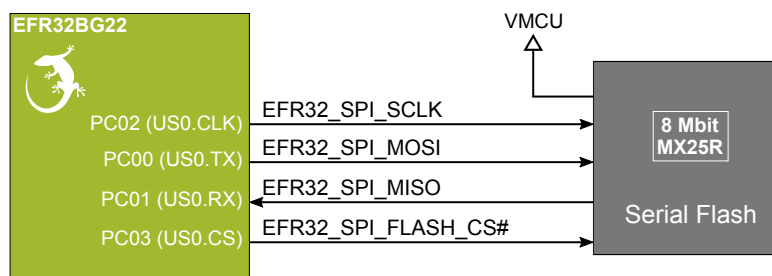 EFR32BG22
VMCU
PC02 (US0.CLK)
EFR32_SPI_SCLK
PC00 (US0.TX)
EFR32_SPI_MOSI
PC01 (US0.RX)
EFR32_SPI_MISO
PC03 (US0.CS)
EFR32_SPI_FLASH_CS#
8 Mbit
MX25R
Serial Flash